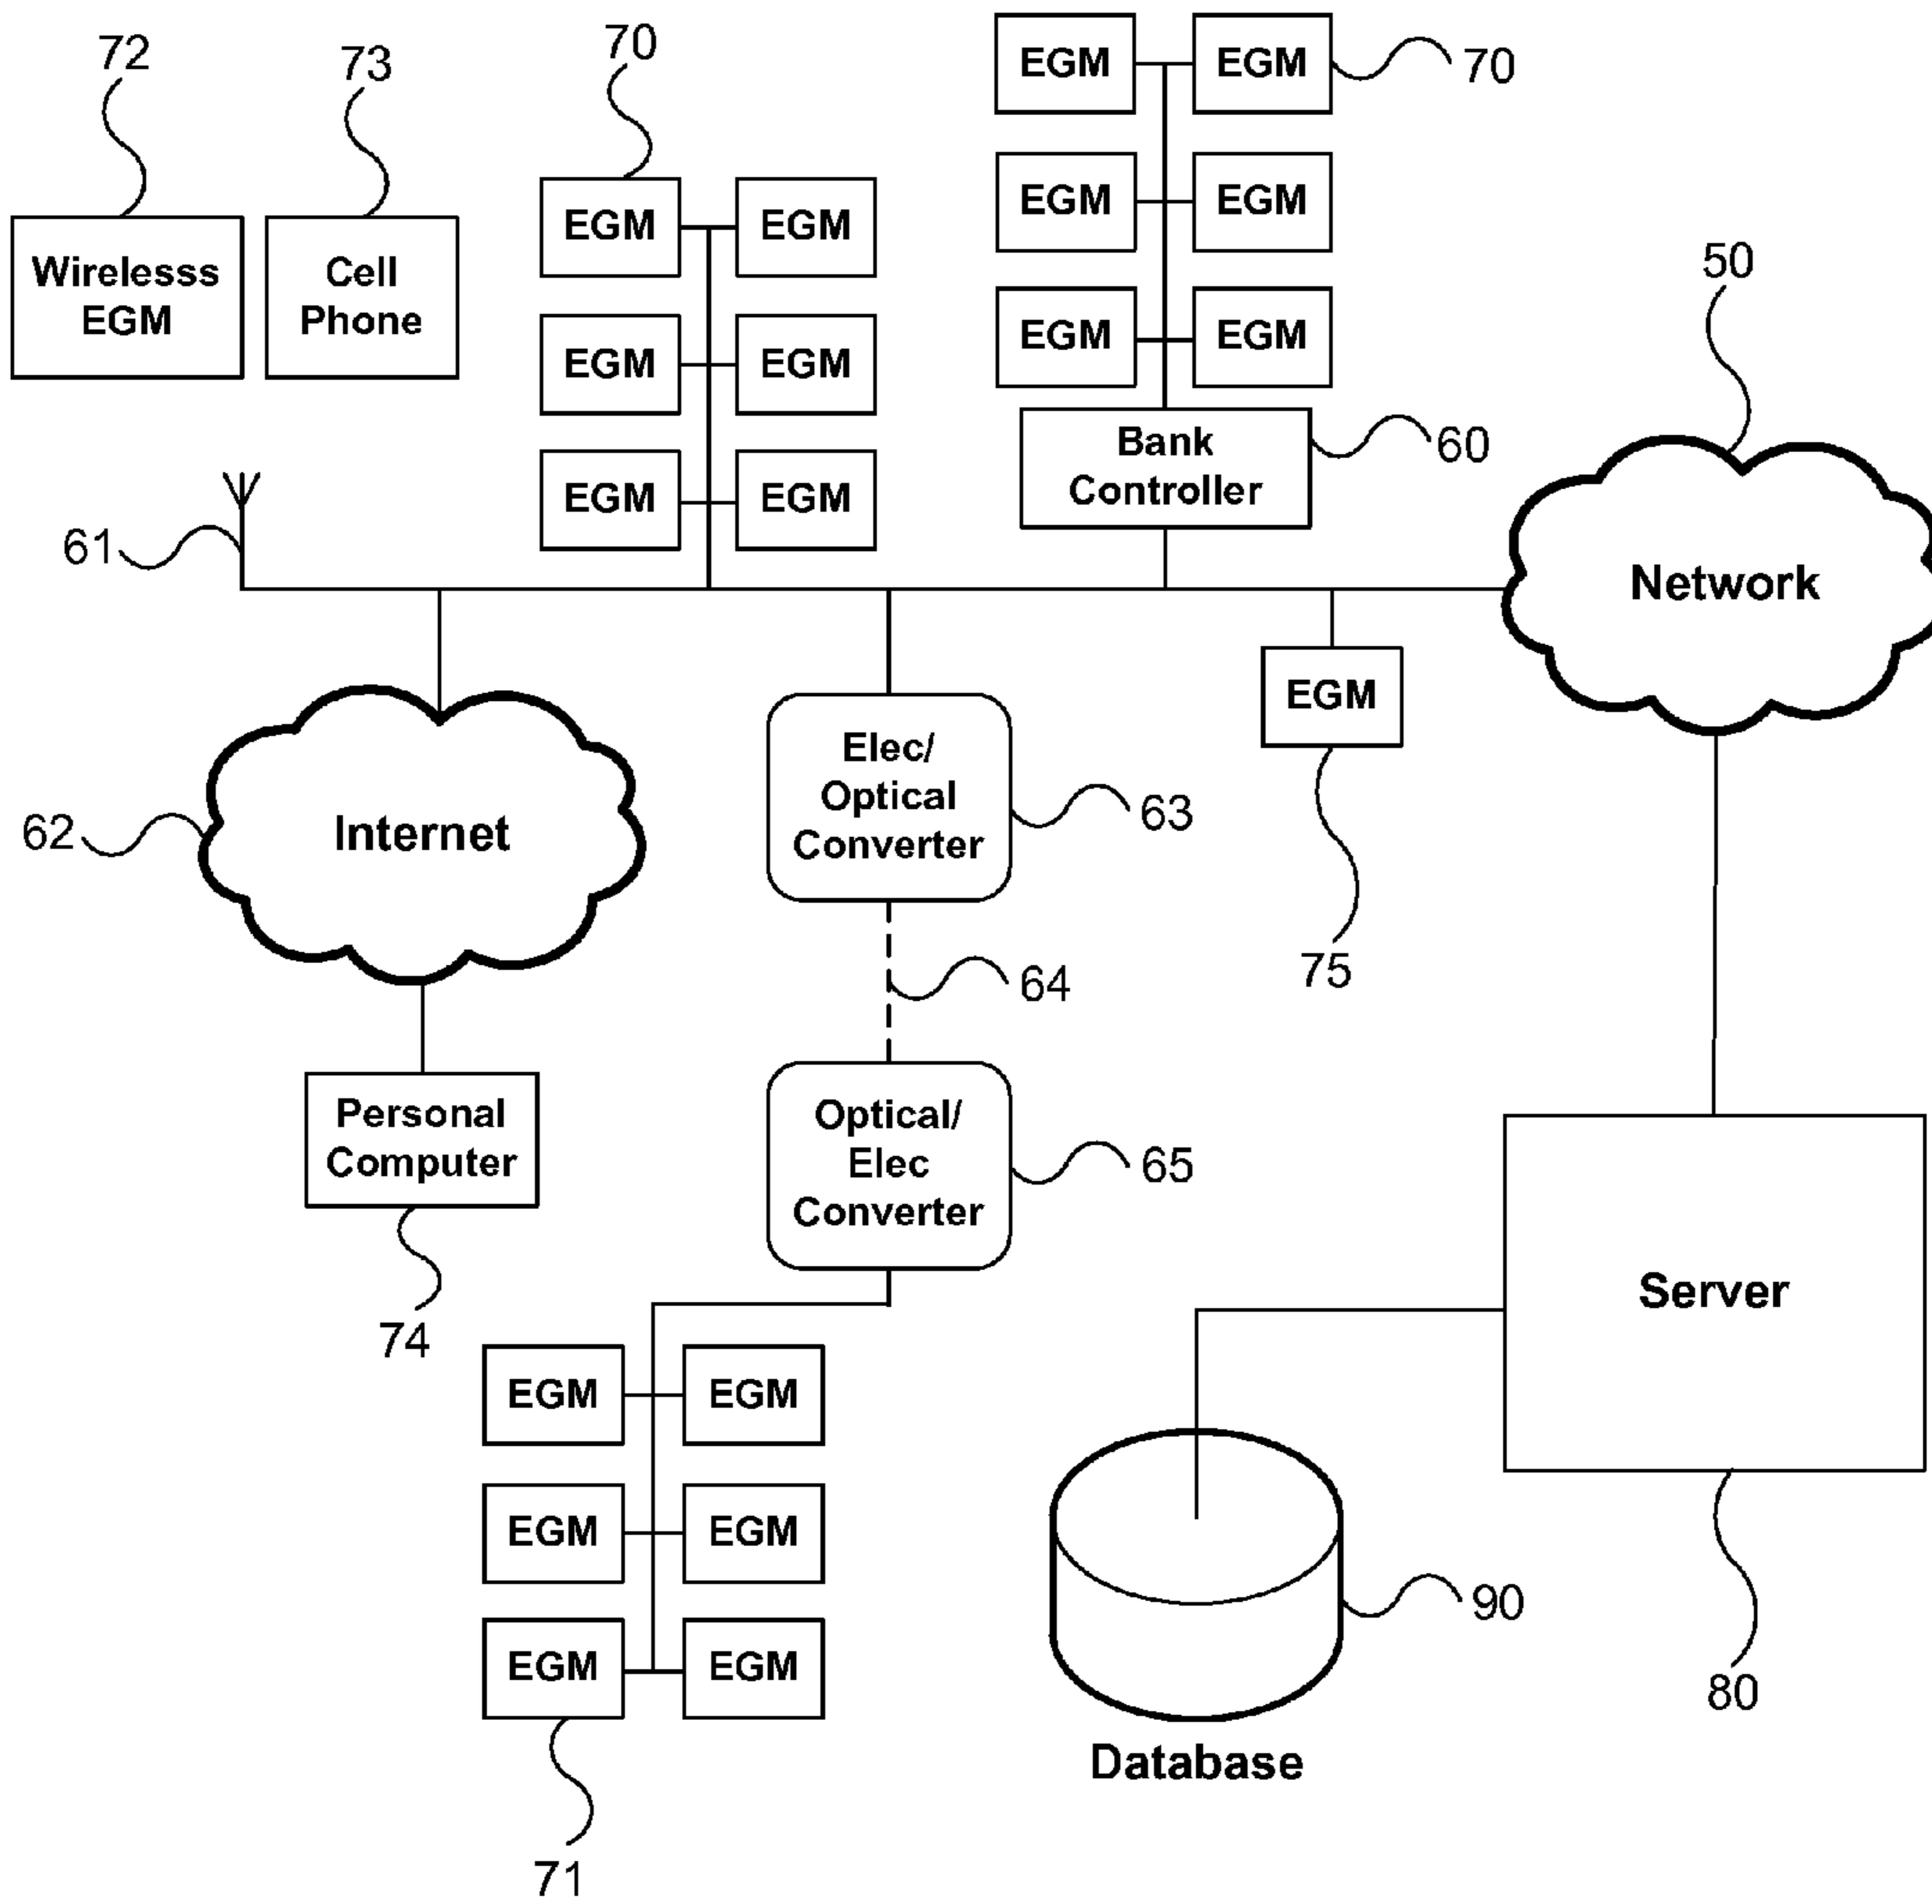 72
73
70
EGM
EGM
70
EGM
EGM
EGM
EGM
EGM
EGM
Wirelesss
EGM
Cell
Phone
EGM
EGM
EGM
EGM
EGM
EGM
Bank
Controller
60
50
61
Network
EGM
75
Internet
62
Elec/
Optical
Converter
63
64
Personal
Computer
74
Optical/
Elec
Converter
65
Server
80
EGM
EGM
EGM
EGM
EGM
EGM
71
90
Database